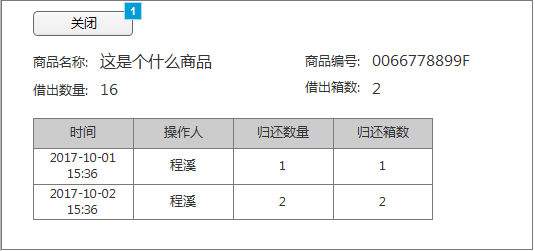 关闭
1
商品名称: 这是个什么商品 商品编号: 0066778899F
借出数量: 16 借出箱数: 2
时间 操作人 归还数量 归还箱数
2017-10-01
15:36 程溪 1 1
2017-10-02
15:36 程溪 2 2